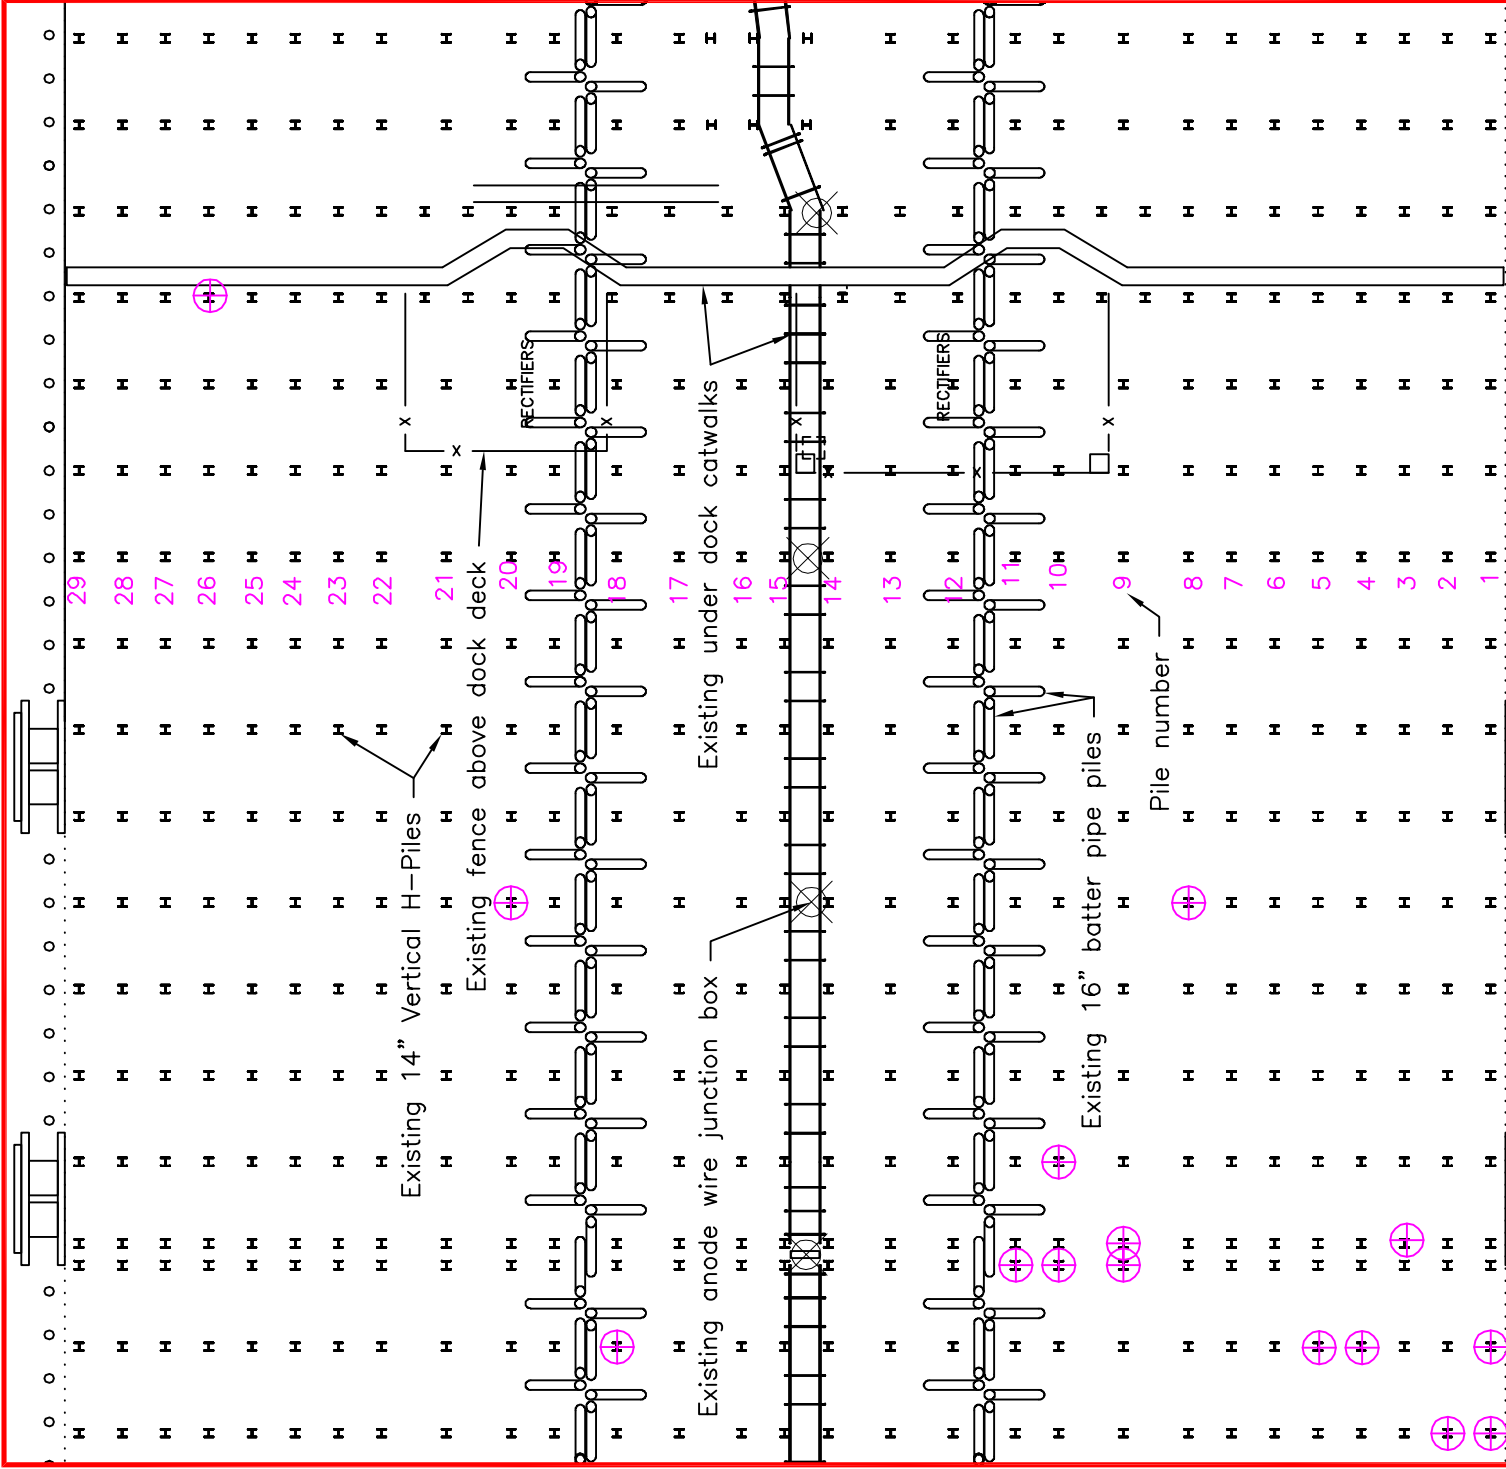 RECTIFIERS
RECTIFIERS
x
x
x
x
x
x
29
28
27
26
25
24
23
22
21
20
19
18
17
16
15
14
13
12
11
10
9
8
7
6
5
4
3
2
1
Existing 14" Vertical H-Piles
Existing fence above dock deck
Existing under dock catwalks
Existing anode wire junction box
Existing 16" batter pipe piles
Pile number